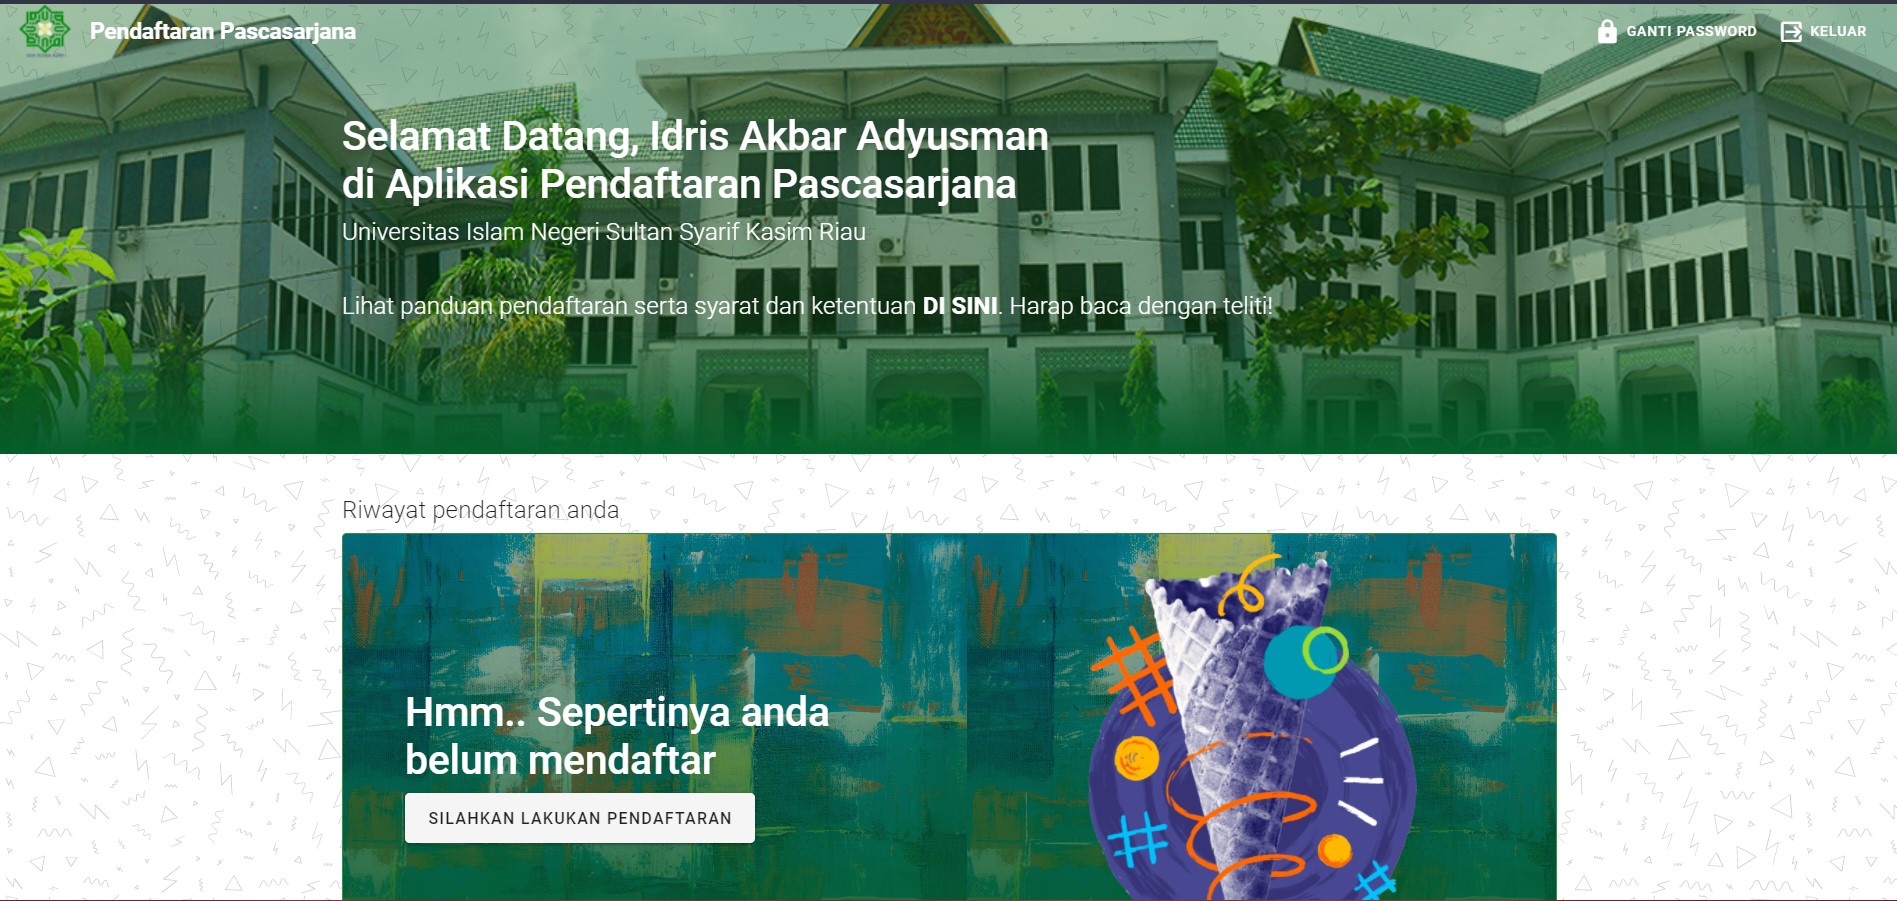 Pendaftaran Pascasarjana
GANTI PASSWORD
KELUAR
Selamat Datang, Idris Akbar Adyusman
di Aplikasi Pendaftaran Pascasarjana
Universitas Islam Negeri Sultan Syarif Kasim Riau
Lihat panduan pendaftaran serta syarat dan ketentuan DI SINI. Harap baca dengan teliti!
Riwayat pendaftaran anda
Hmm.. Sepertinya anda
belum mendaftar
SILAHKAN LAKUKAN PENDAFTARAN